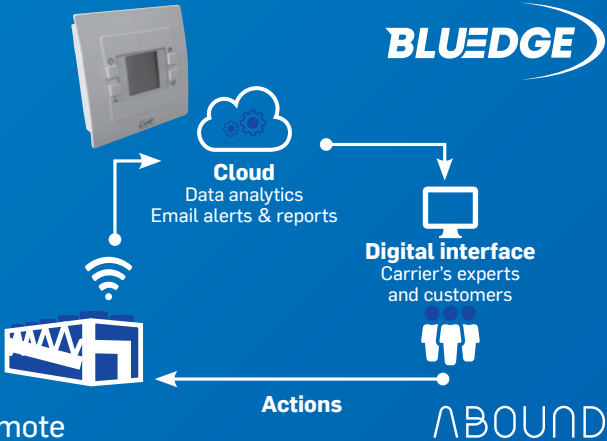 BLUEDGE
Cloud
Data analytics
Email alerts & reports
Digital interface
Carrier's experts
and customers
Actions
mote
ABOUND